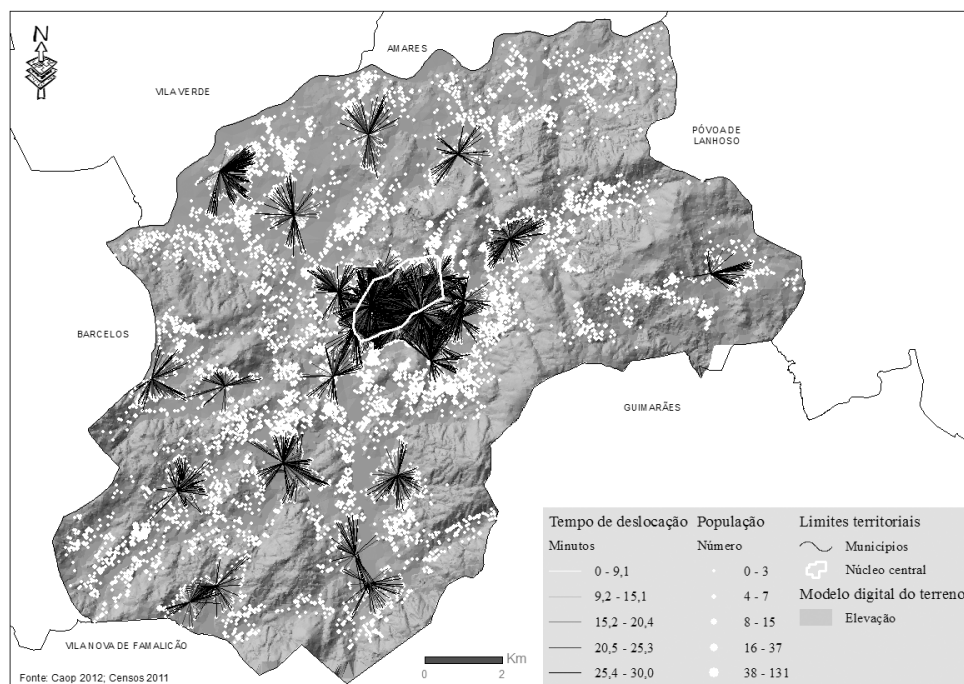 N
AMARES
VILA VERDE
PÓVOA DE
LANHOSO
BARCELOS
GUIMARÃES
VILA NOVA DE FAMALICÃO
Fonte: Caop 2012; Censos 2011
Km
0 2
Tempo de deslocação População Limites territoriais
Minutos Número Municípios
Núcleo central
0 - 9,1 0 - 3
9,2 - 15,1 4 - 7 Modelo digital do terreno
15,2 - 20,4 8 - 15 Elevação
20,5 - 25,3 16 - 37
25,4 - 30,0 38 - 131